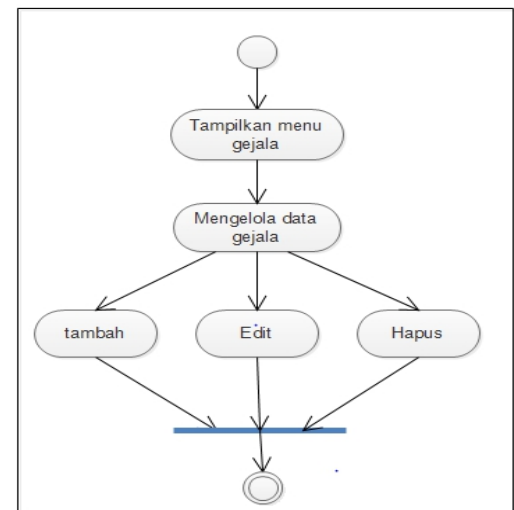 Tampilkan menu
gejala
Mengelola data
gejala
tambah
Edit
Hapus